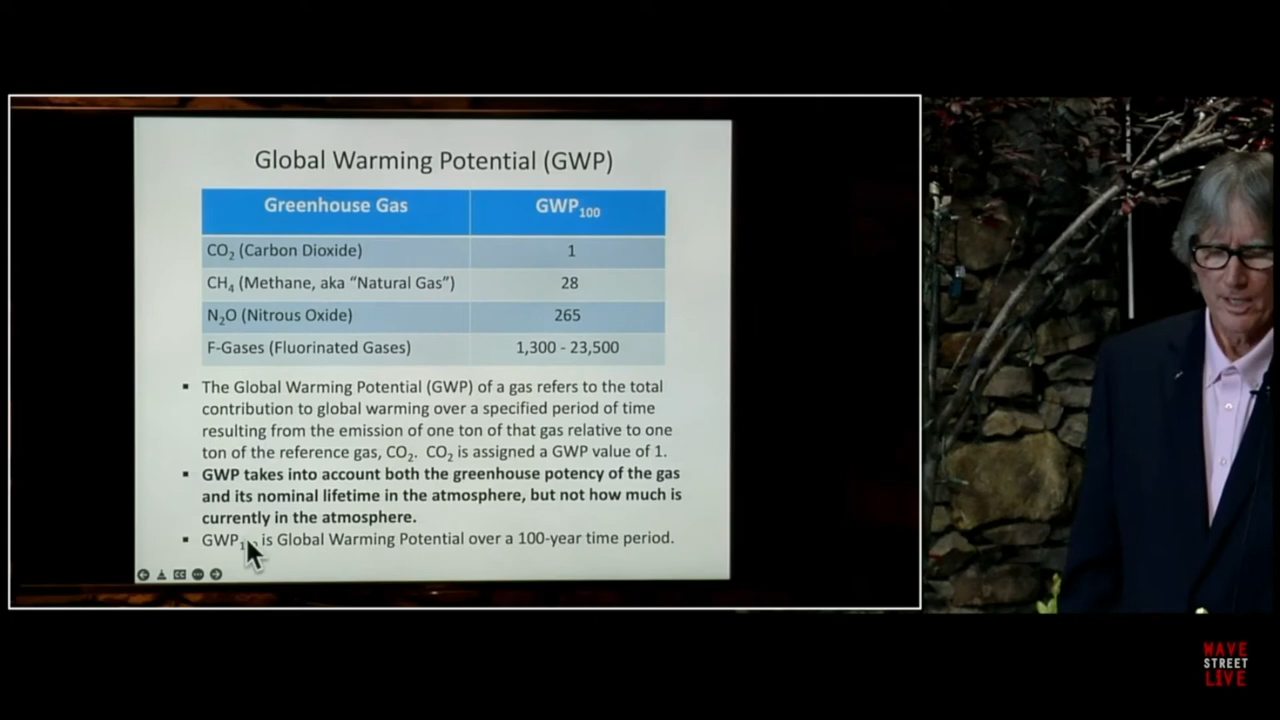 Global Warming Potential (GWP)
Greenhouse Gas GWP₁₀₀
CO₂ (Carbon Dioxide) 1
CH₄ (Methane, aka “Natural Gas”) 28
N₂O (Nitrous Oxide) 265
F-Gases (Fluorinated Gases) 1,300 - 23,500
▪ The Global Warming Potential (GWP) of a gas refers to the total
contribution to global warming over a specified period of time
resulting from the emission of one ton of that gas relative to one
ton of the reference gas, CO₂. CO₂ is assigned a GWP value of 1.
▪ GWP takes into account both the greenhouse potency of the gas
and its nominal lifetime in the atmosphere, but not how much is
currently in the atmosphere.
▪ GWP is Global Warming Potential over a 100-year time period.
WAVE
STREET
LIVE